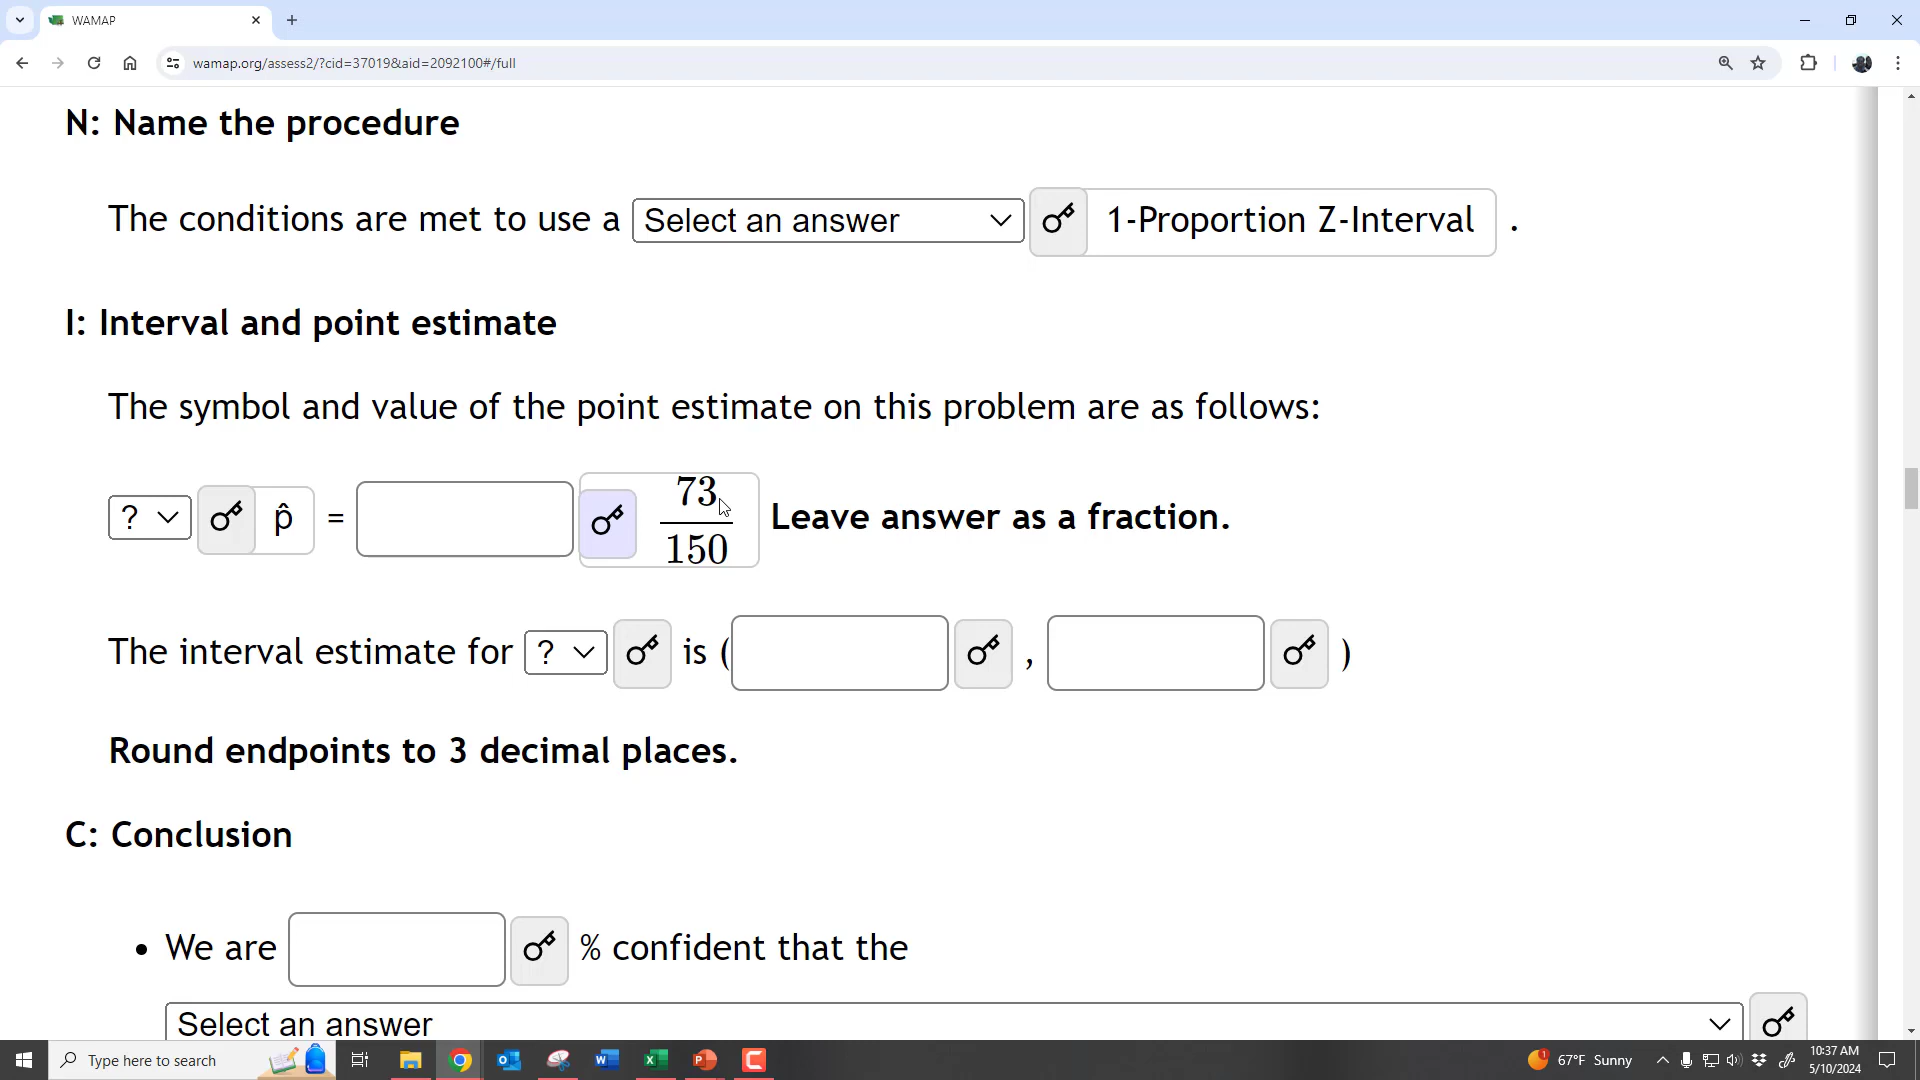 WAMAP
wamap.org/assess2/?cid=37019&aid=2092100#/full
N: Name the procedure
The conditions are met to use a Select an answer 1-Proportion Z-Interval .
I: Interval and point estimate
The symbol and value of the point estimate on this problem are as follows:
? p̂ = 73/150 Leave answer as a fraction.
The interval estimate for ? is ( , )
Round endpoints to 3 decimal places.
C: Conclusion
• We are % confident that the
Select an answer
Type here to search 67°F Sunny 10:37 AM
5/10/2024